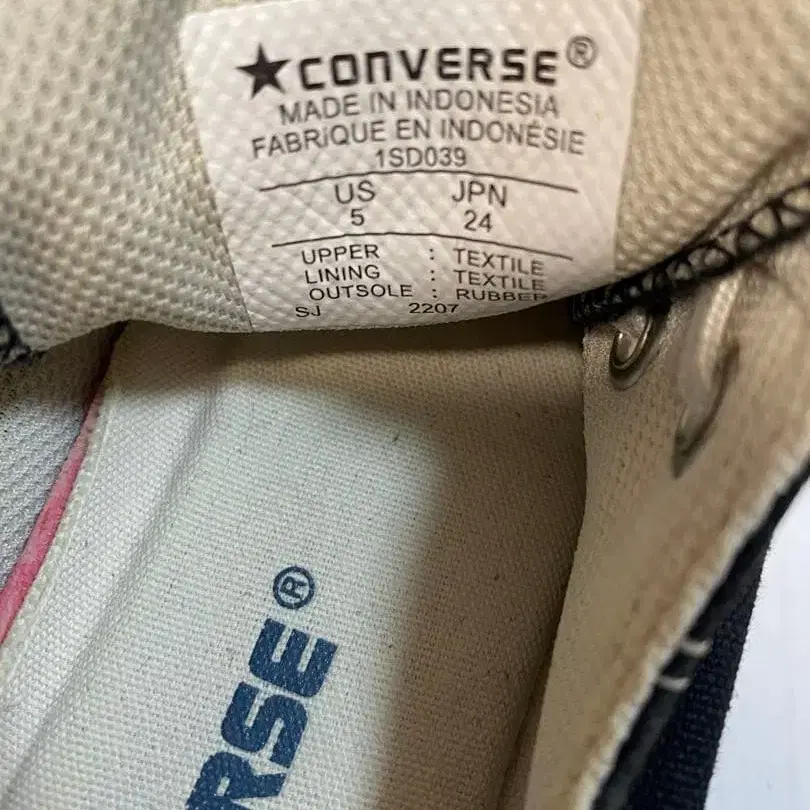 ★CONVERSE®
MADE IN INDONESIA
FABRIQUE EN INDONÉSIE
1SD039
US JPN
5 24
UPPER : TEXTILE
LINING : TEXTILE
OUTSOLE : RUBBER
SJ 2207
RSE®